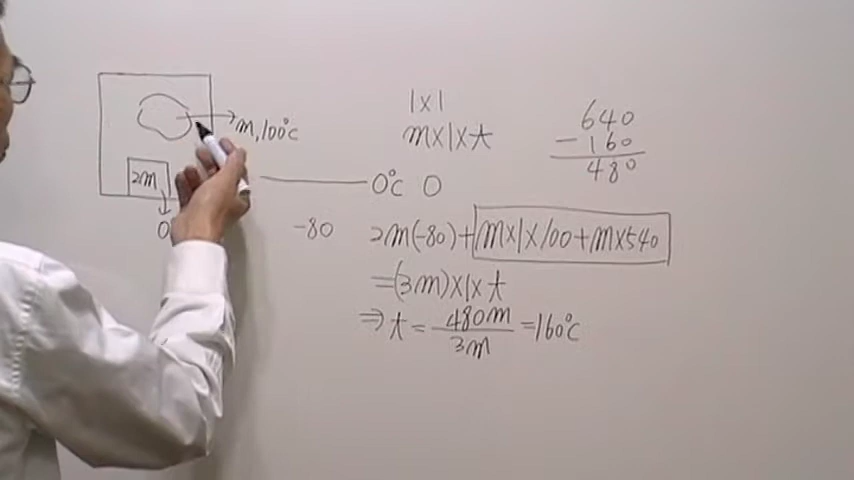 m,100°c
2m
0
1×1
m×1×t
640
-160
480
0°c 0
-80
2m(-80)+m×1×100+m×540
=(3m)×1×t
⇒ t = 480m / 3m = 160°c